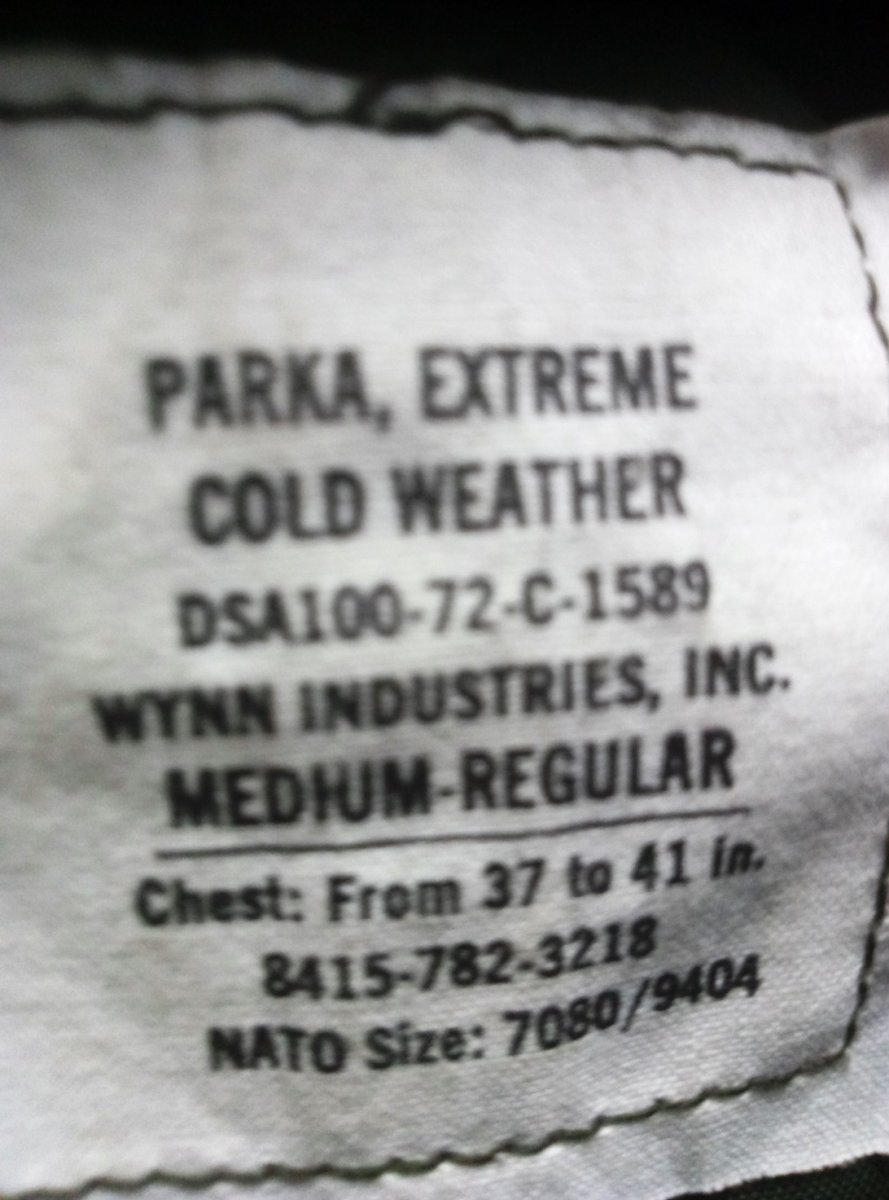 PARKA, EXTREME
COLD WEATHER
DSA100-72-C-1589
WYNN INDUSTRIES, INC.
MEDIUM-REGULAR
Chest: From 37 to 41 in.
8415-782-3218
NATO Size: 7080/9404